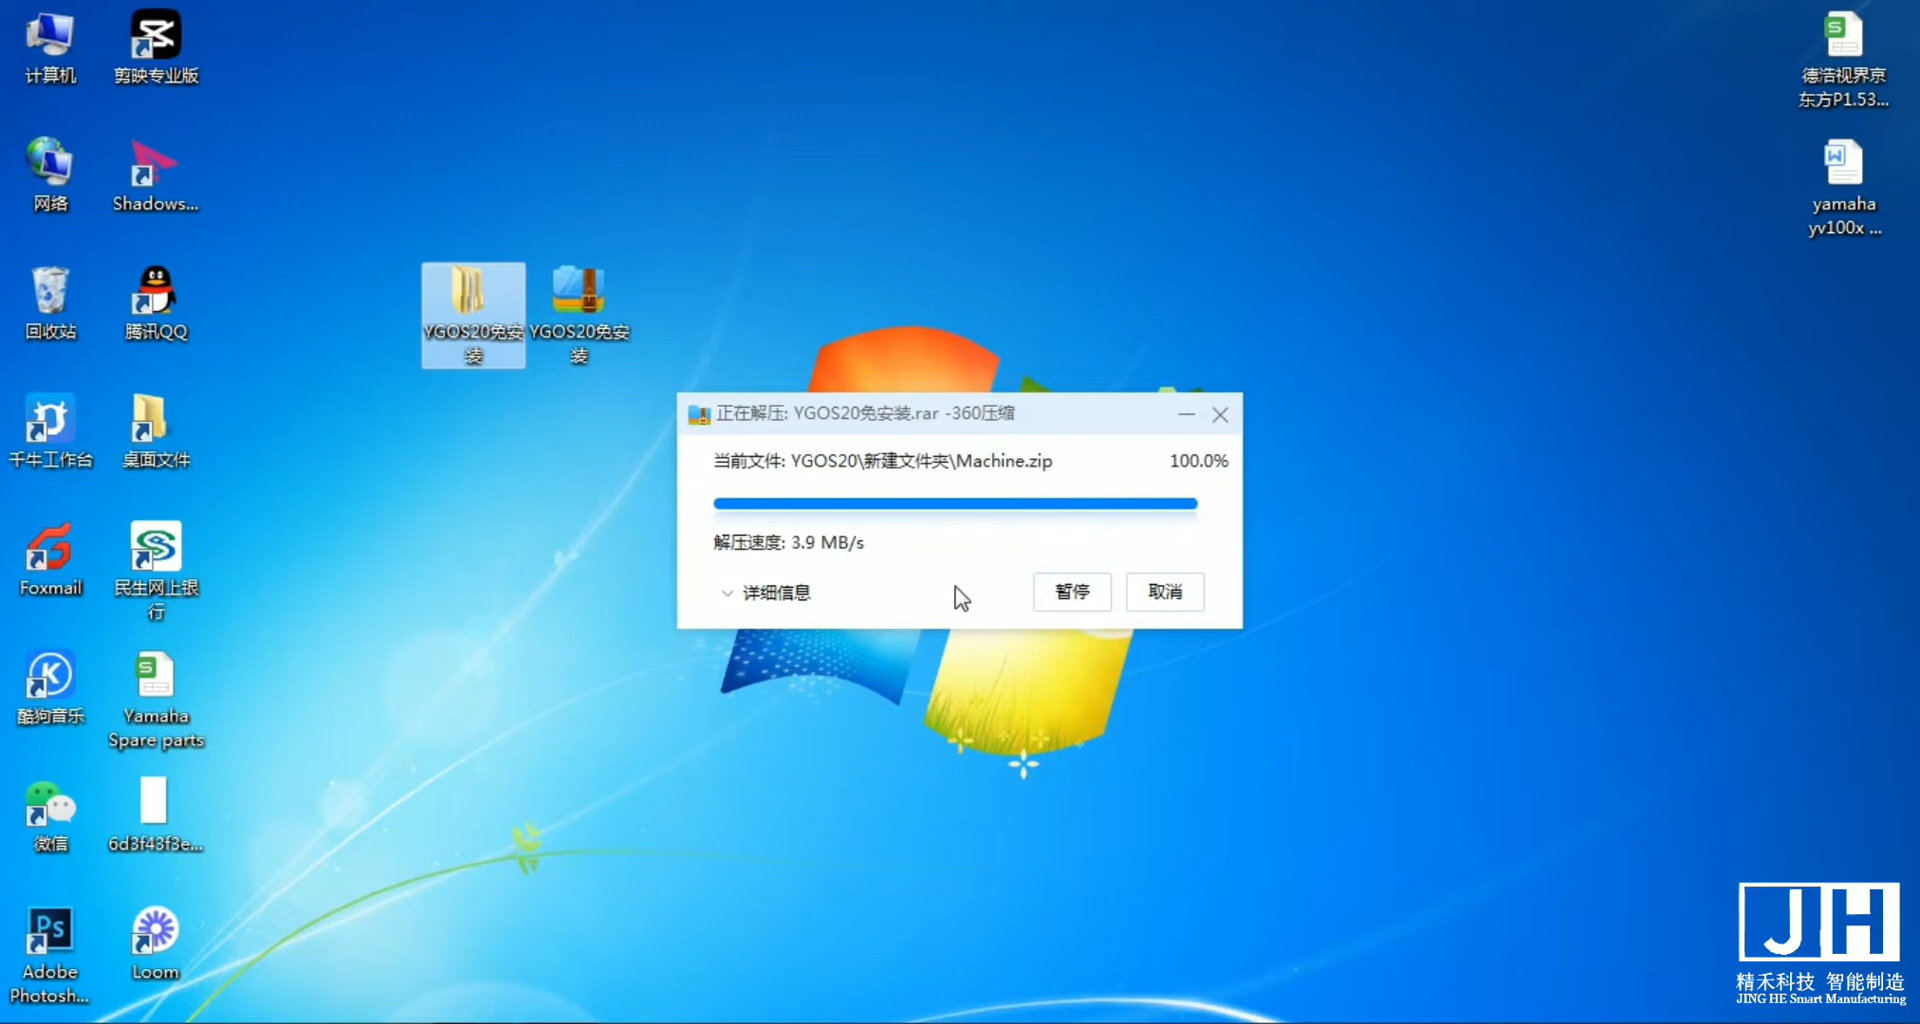 计算机
剪映专业版
网络
Shadows...
回收站
腾讯QQ
千牛工作台
桌面文件
Foxmail
民生网上银
行
酷狗音乐
Yamaha
Spare parts
微信
6d3f43f3e...
Ps
Adobe
Photosh...
Loom
YGOS20免安
装
YGOS20免安
装
正在解压: YGOS20免安装.rar -360压缩
当前文件: YGOS20\新建文件夹\Machine.zip
100.0%
解压速度: 3.9 MB/s
详细信息
暂停
取消
德浩视界京
东方P1.53...
yamaha
yv100x ...
JH
精禾科技 智能制造
JING HE Smart Manufacturing